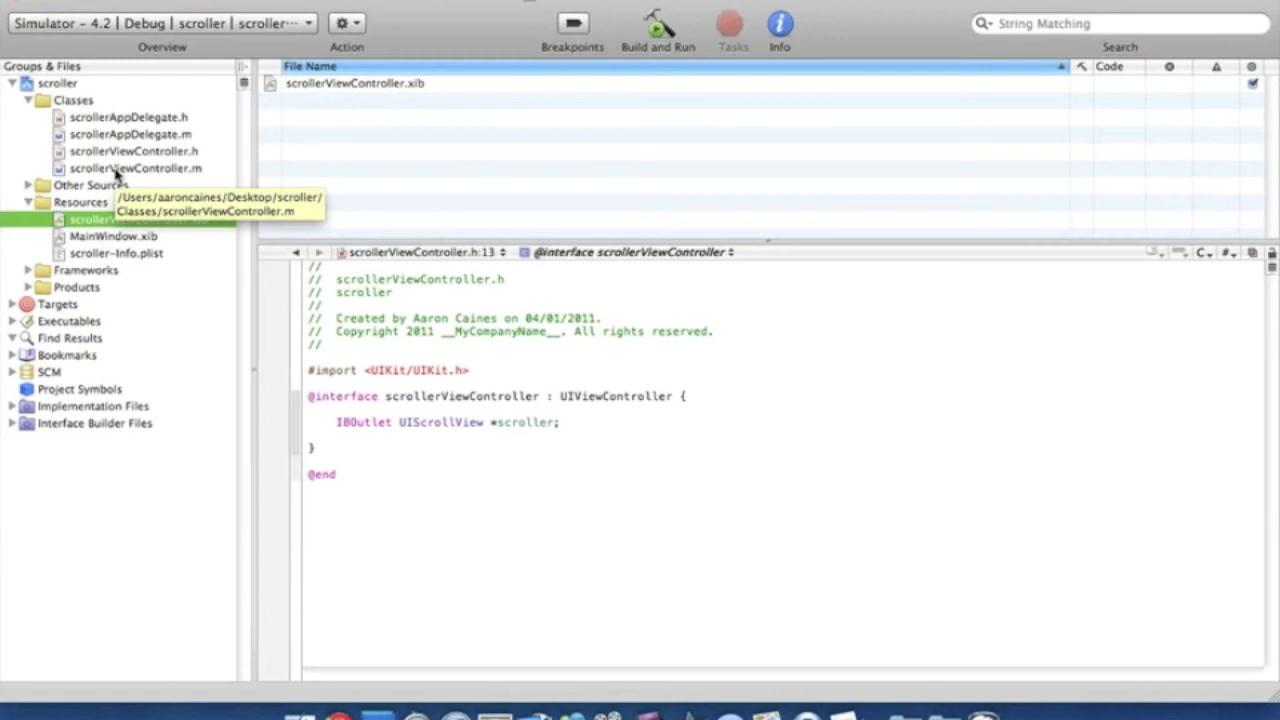 Simulator - 4.2 | Debug | scroller | scroller···
Overview
Action
Breakpoints
Build and Run
Tasks
Info
String Matching
Search
Groups & Files
scroller
Classes
scrollerAppDelegate.h
scrollerAppDelegate.m
scrollerViewController.h
scrollerViewController.m
Other Sources
Resources
MainWindow.xib
scroller-Info.plist
Frameworks
Products
Targets
Executables
Find Results
Bookmarks
SCM
Project Symbols
Implementation Files
Interface Builder Files
/Users/aaroncaines/Desktop/scroller/
Classes/scrollerViewController.m
File Name
Code
scrollerViewController.xib
scrollerViewController.h:13
@interface scrollerViewController
C
#
//
// scrollerViewController.h
// scroller
//
// Created by Aaron Caines on 04/01/2011.
// Copyright 2011 __MyCompanyName__. All rights reserved.
//
#import <UIKit/UIKit.h>
@interface scrollerViewController : UIViewController {
IBOutlet UIScrollView *scroller;
}
@end